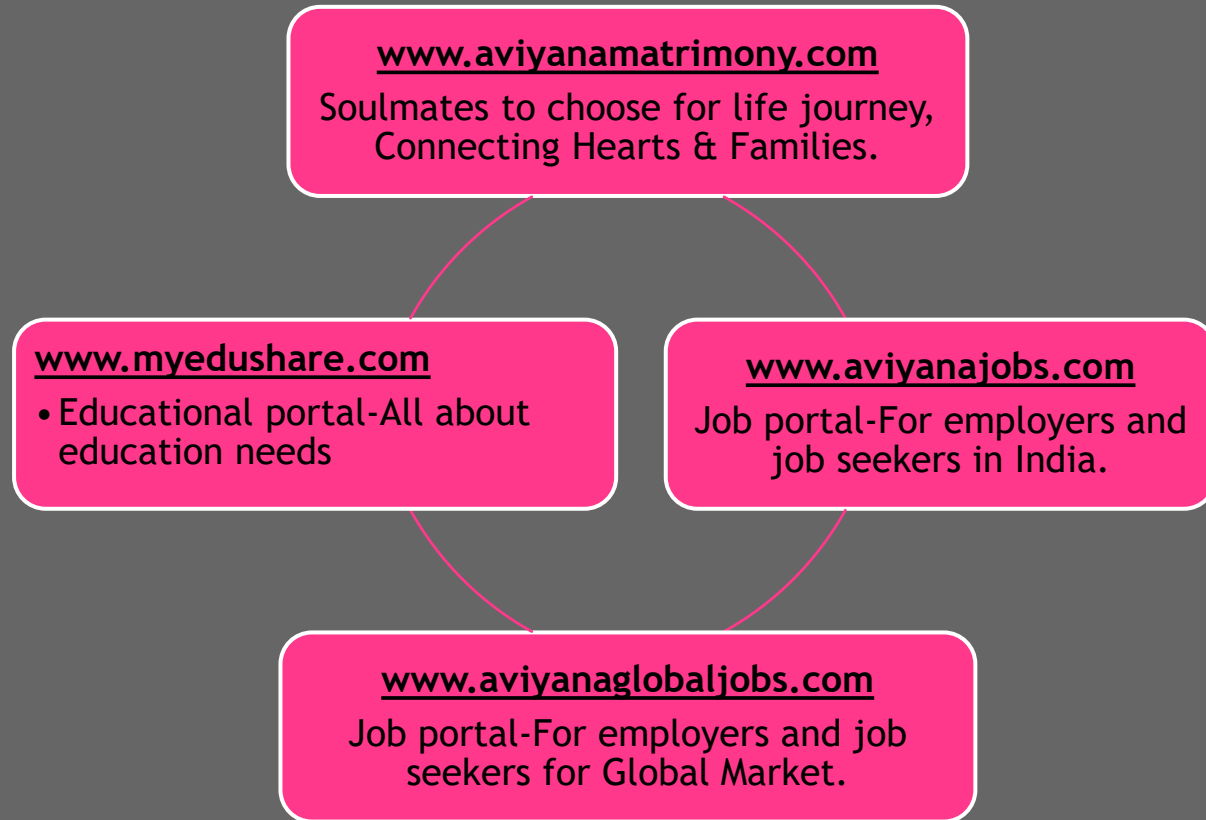 www.aviyanamatrimony.com
Soulmates to choose for life journey,
Connecting Hearts & Families.
www.myedushare.com
• Educational portal-All about
education needs
www.aviyanajobs.com
Job portal-For employers and
job seekers in India.
www.aviyanaglobaljobs.com
Job portal-For employers and job
seekers for Global Market.